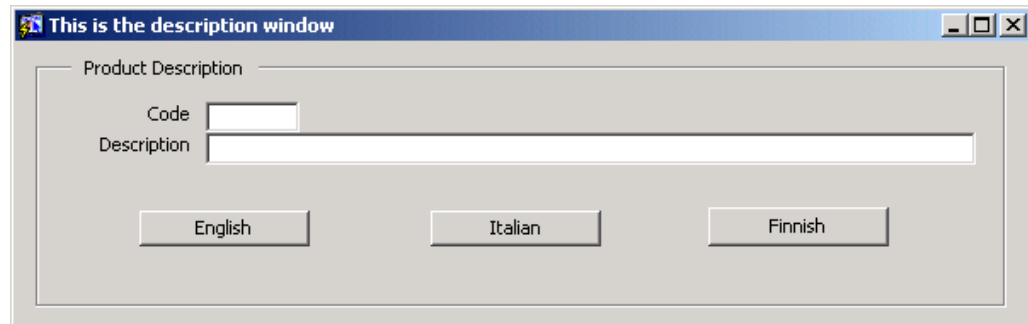 This is the description window
Product Description
Code
Description
English Italian Finnish